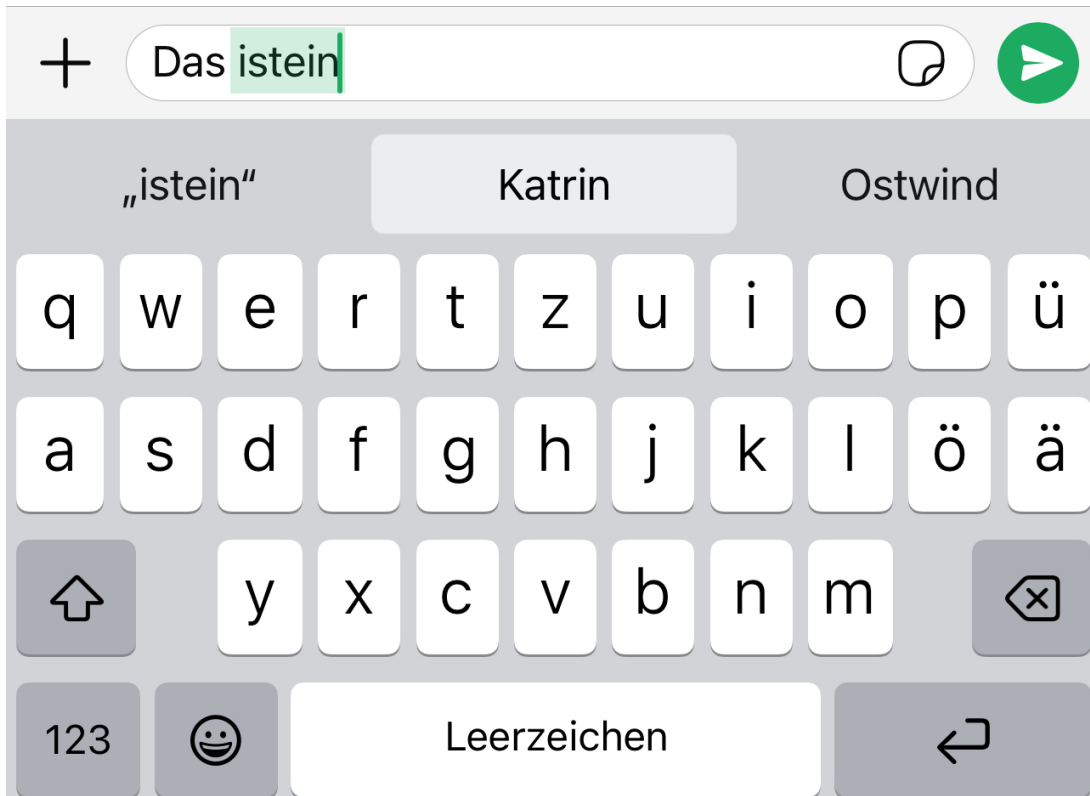 Das istein
„istein“ Katrin Ostwind
q w e r t z u i o p ü
a s d f g h j k l ö ä
y x c v b n m
123 Leerzeichen